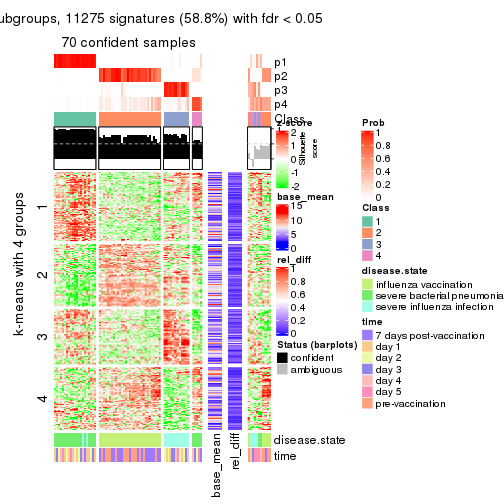 ubgroups, 11275 signatures (58.8%) with fdr < 0.05
70 confident samples
p1
p2
p3
p4
Class
Silhouette
score
k-means with 4 groups
1
2
3
4
base_mean
rel_diff
disease.state
time
z-score
2
1
0
-1
-2
base_mean
15
10
5
0
rel_diff
1
0.8
0.6
0.4
0.2
0
Status (barplots)
confident
ambiguous
Prob
1
0.8
0.6
0.4
0.2
0
Class
1
2
3
4
disease.state
influenza vaccination
severe bacterial pneumonia
severe influenza infection
time
7 days post-vaccination
day 1
day 2
day 3
day 4
day 5
pre-vaccination